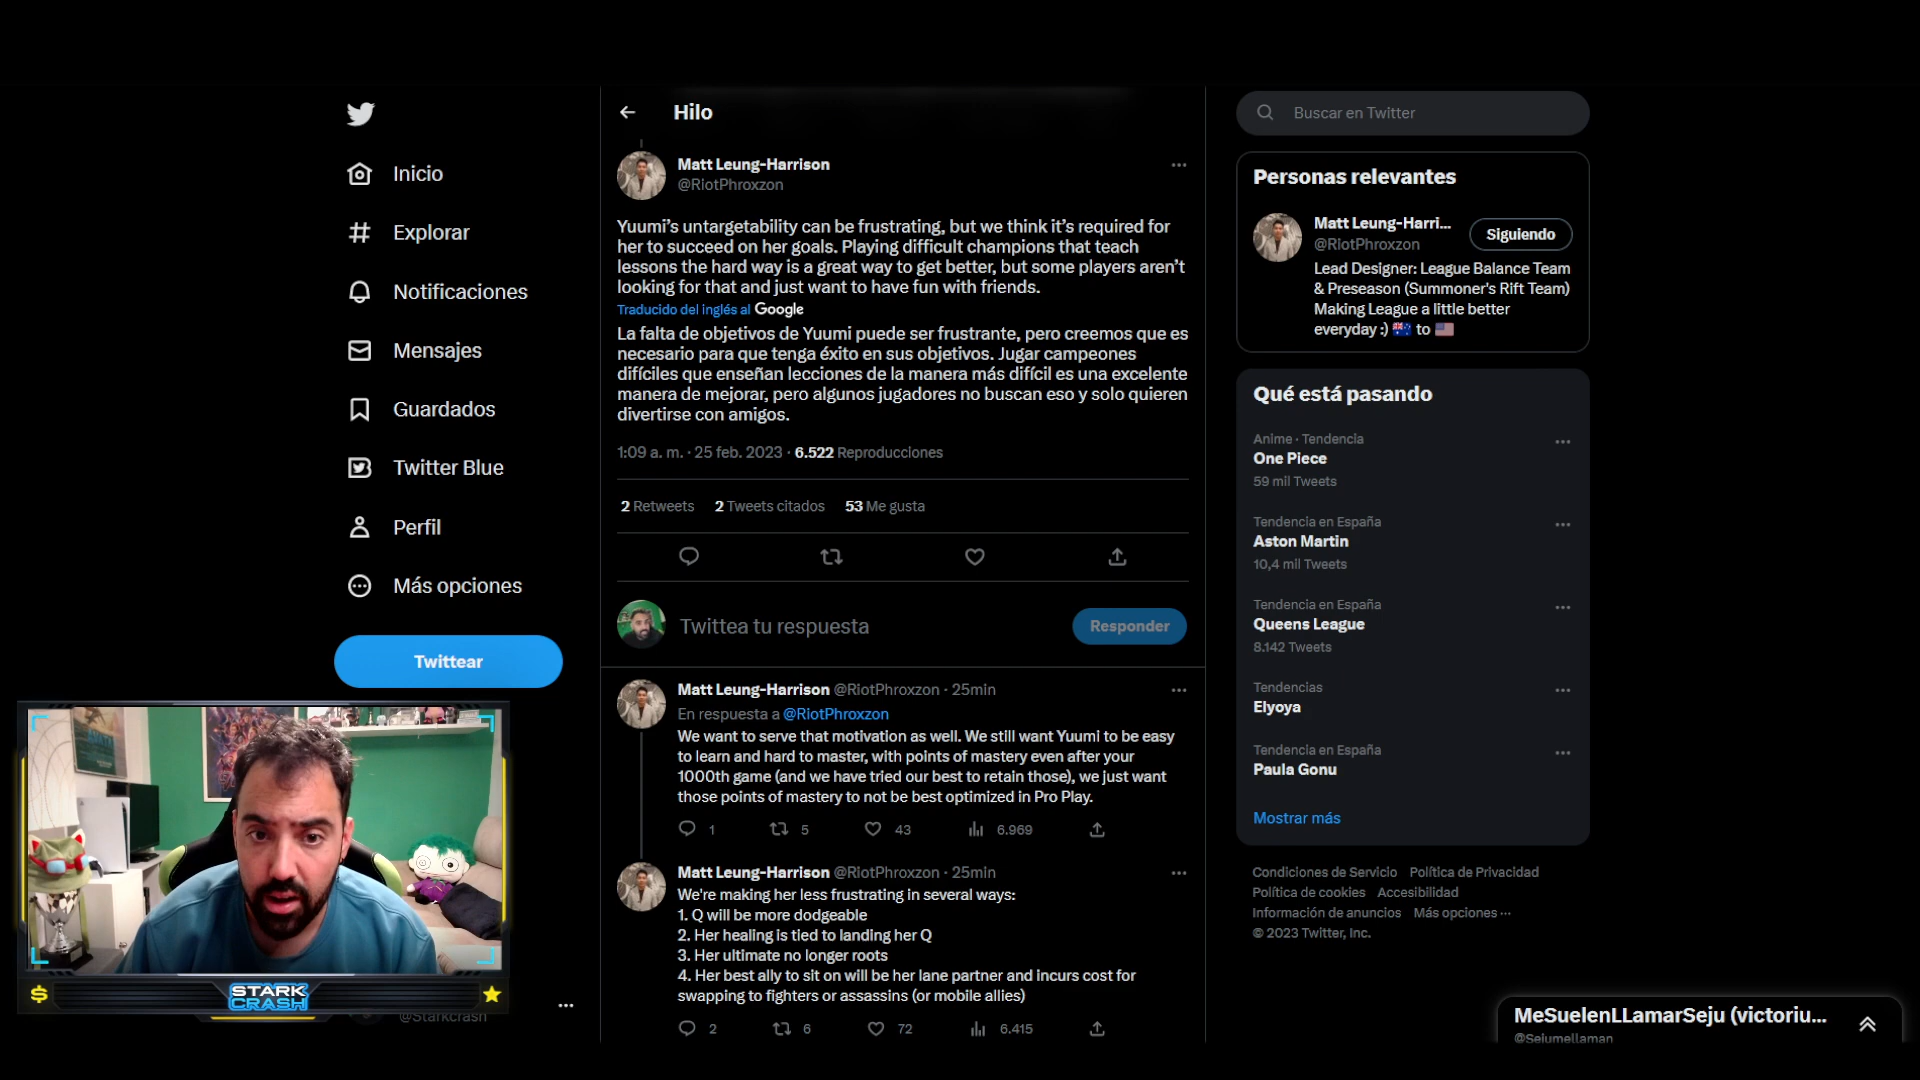 Inicio
Explorar
Notificaciones
Mensajes
Guardados
Twitter Blue
Perfil
Más opciones
Twittear
STARK
CRASH
@Starkcrash
Hilo
Matt Leung-Harrison
@RiotPhroxzon
Yuumi's untargetability can be frustrating, but we think it's required for
her to succeed on her goals. Playing difficult champions that teach
lessons the hard way is a great way to get better, but some players aren't
looking for that and just want to have fun with friends.
Traducido del inglés al Google
La falta de objetivos de Yuumi puede ser frustrante, pero creemos que es
necesario para que tenga éxito en sus objetivos. Jugar campeones
difíciles que enseñan lecciones de la manera más difícil es una excelente
manera de mejorar, pero algunos jugadores no buscan eso y solo quieren
divertirse con amigos.
1:09 a. m. · 25 feb. 2023 · 6.522 Reproducciones
2 Retweets 2 Tweets citados 53 Me gusta
Twittea tu respuesta
Responder
Matt Leung-Harrison @RiotPhroxzon · 25min
En respuesta a @RiotPhroxzon
We want to serve that motivation as well. We still want Yuumi to be easy
to learn and hard to master, with points of mastery even after your
1000th game (and we have tried our best to retain those), we just want
those points of mastery to not be best optimized in Pro Play.
1 5 43 6.969
Matt Leung-Harrison @RiotPhroxzon · 25min
We're making her less frustrating in several ways:
1. Q will be more dodgeable
2. Her healing is tied to landing her Q
3. Her ultimate no longer roots
4. Her best ally to sit on will be her lane partner and incurs cost for
swapping to fighters or assassins (or mobile allies)
2 6 72 6.415
Buscar en Twitter
Personas relevantes
Matt Leung-Harri...
@RiotPhroxzon
Siguiendo
Lead Designer: League Balance Team
& Preseason (Summoner's Rift Team)
Making League a little better
everyday :) 🇦🇺 to 🇺🇸
Qué está pasando
Anime · Tendencia
One Piece
59 mil Tweets
Tendencia en España
Aston Martin
10,4 mil Tweets
Tendencia en España
Queens League
8.142 Tweets
Tendencias
Elyoya
Tendencia en España
Paula Gonu
Mostrar más
Condiciones de Servicio Política de Privacidad
Política de cookies Accesibilidad
Información de anuncios Más opciones ···
© 2023 Twitter, Inc.
MeSuelenLLamarSeju (victoriu...
@Sejumellaman